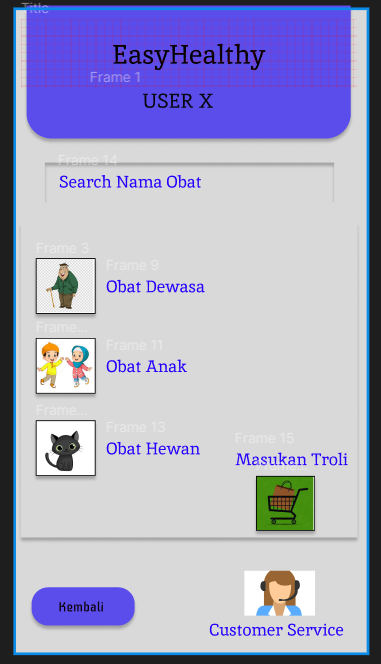 Title
EasyHealthy
Frame 1
USER X
Frame 14
Search Nama Obat
Frame 3
Frame 9
Obat Dewasa
Frame...
Frame 11
Obat Anak
Frame...
Frame 13
Obat Hewan
Frame 15
Masukan Troli
Kembali
Customer Service